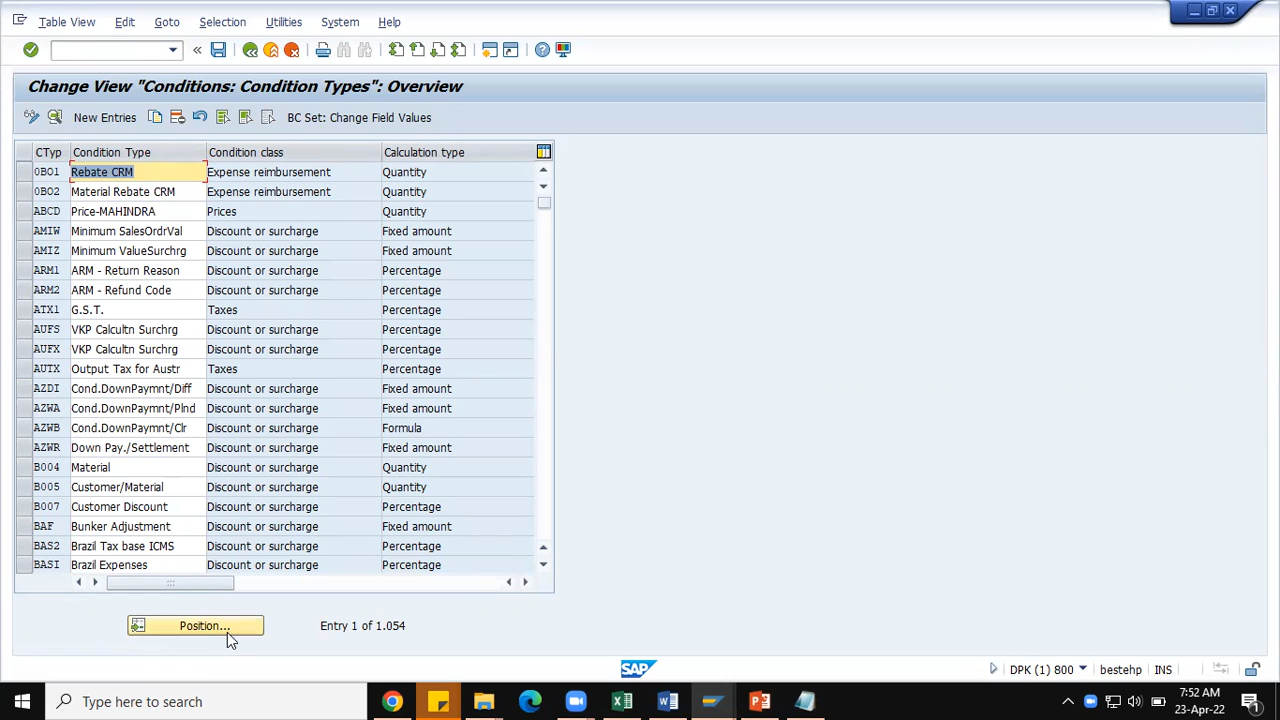 Table View Edit Goto Selection Utilities System Help
Change View "Conditions: Condition Types": Overview
New Entries BC Set: Change Field Values
CTyp Condition Type Condition class Calculation type
0BO1 Rebate CRM Expense reimbursement Quantity
0BO2 Material Rebate CRM Expense reimbursement Quantity
ABCD Price-MAHINDRA Prices Quantity
AMIW Minimum SalesOrdrVal Discount or surcharge Fixed amount
AMIZ Minimum ValueSurchrg Discount or surcharge Fixed amount
ARM1 ARM - Return Reason Discount or surcharge Percentage
ARM2 ARM - Refund Code Discount or surcharge Percentage
ATX1 G.S.T. Taxes Percentage
AUFS VKP Calcultn Surchrg Discount or surcharge Percentage
AUFX VKP Calcultn Surchrg Discount or surcharge Percentage
AUTX Output Tax for Austr Taxes Percentage
AZDI Cond.DownPaymnt/Diff Discount or surcharge Fixed amount
AZWA Cond.DownPaymnt/Plnd Discount or surcharge Fixed amount
AZWB Cond.DownPaymnt/Clr Discount or surcharge Formula
AZWR Down Pay./Settlement Discount or surcharge Fixed amount
B004 Material Discount or surcharge Quantity
B005 Customer/Material Discount or surcharge Quantity
B007 Customer Discount Discount or surcharge Percentage
BAF Bunker Adjustment Discount or surcharge Fixed amount
BAS2 Brazil Tax base ICMS Discount or surcharge Percentage
BASI Brazil Expenses Discount or surcharge Percentage
Position... Entry 1 of 1.054
SAP DPK (1) 800 bestehp INS
Type here to search
7:52 AM
23-Apr-22
1